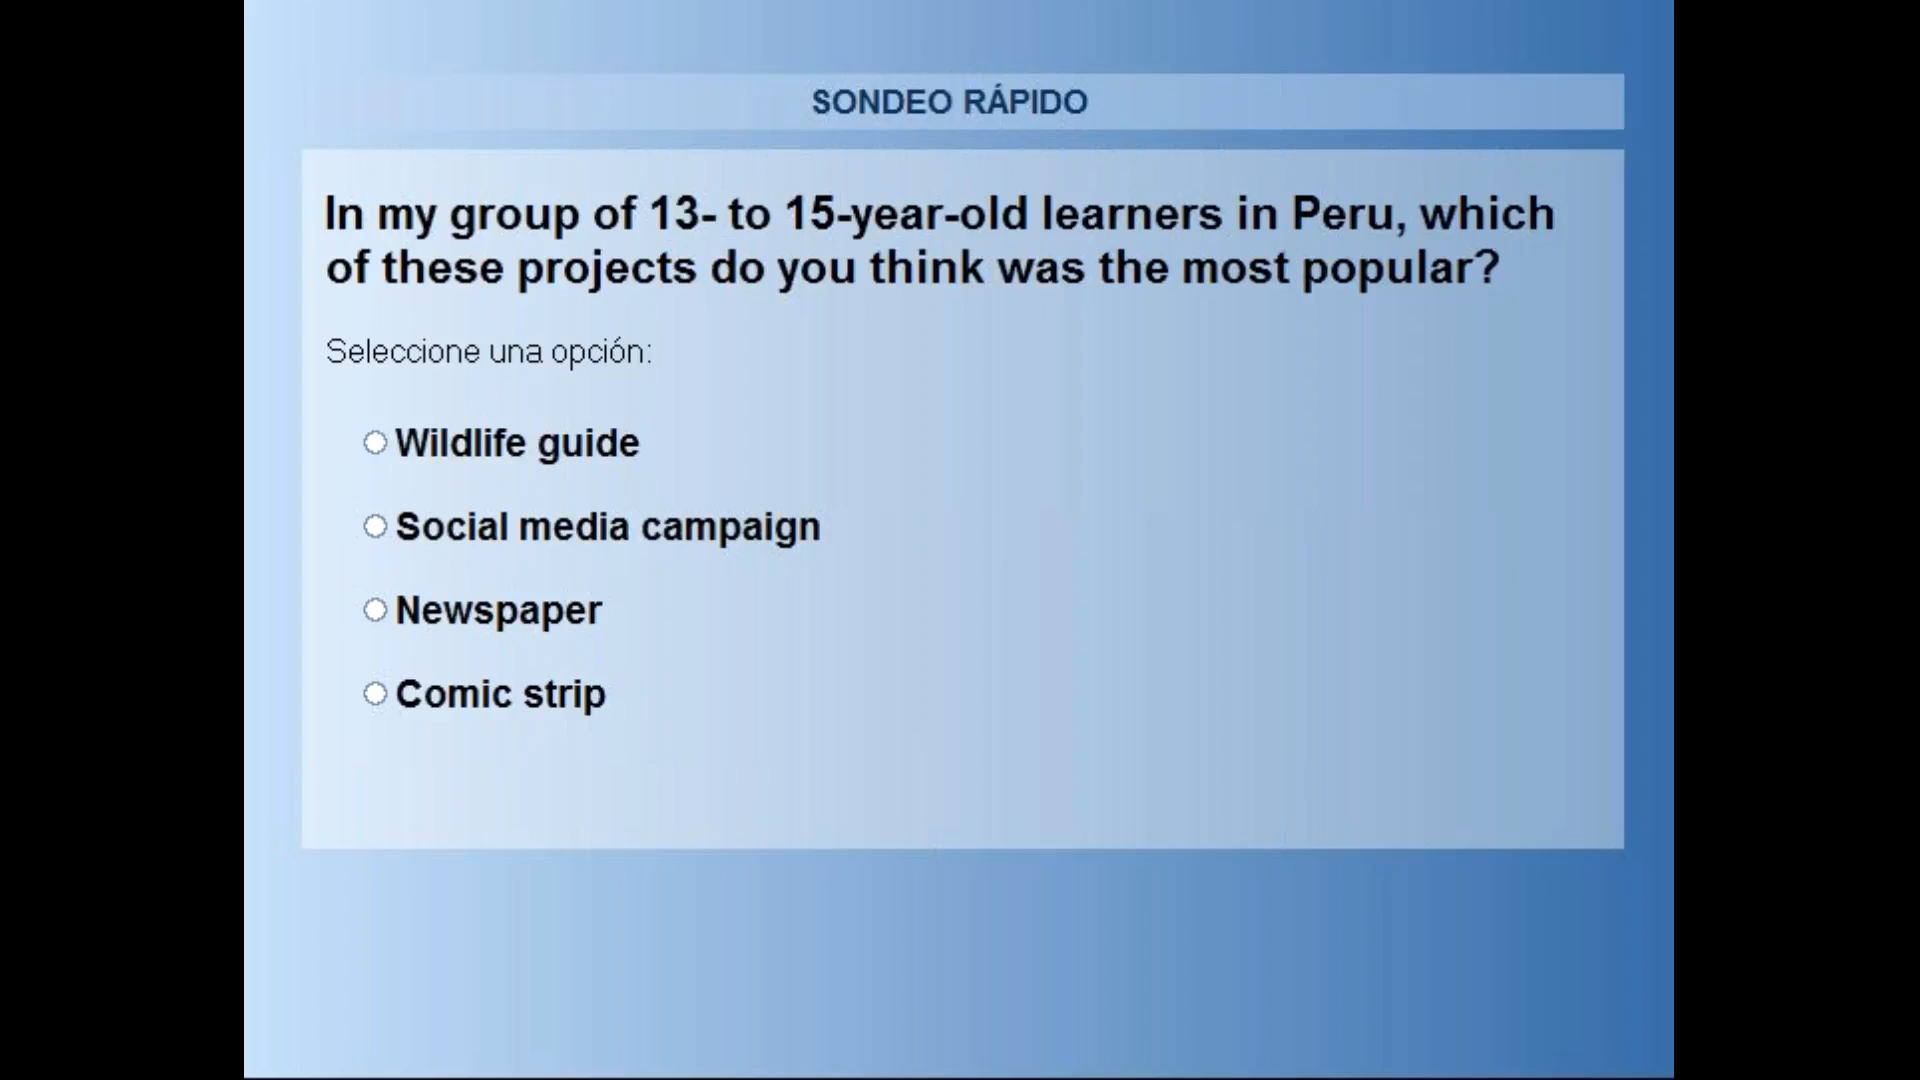 SONDEO RÁPIDO
In my group of 13- to 15-year-old learners in Peru, which
of these projects do you think was the most popular?
Seleccione una opción:
Wildlife guide
Social media campaign
Newspaper
Comic strip